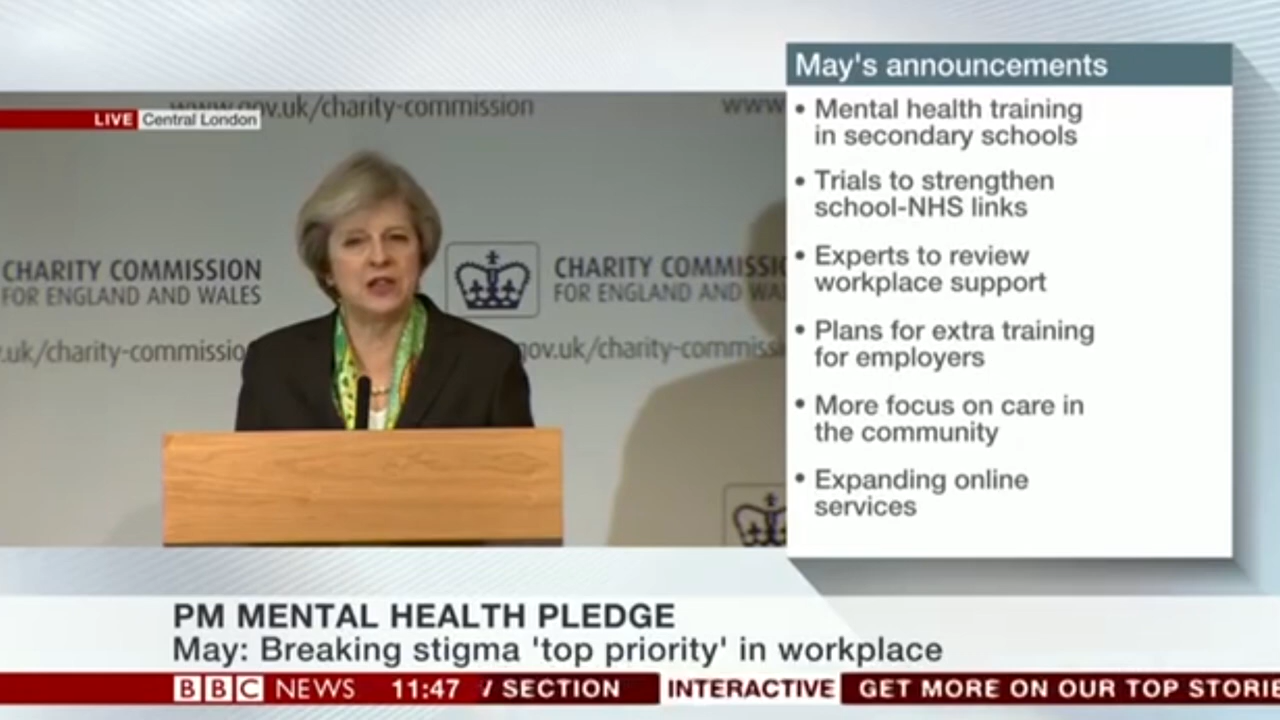 www.gov.uk/charity-commission
www.
LIVE Central London
CHARITY COMMISSION
FOR ENGLAND AND WALES
CHARITY COMMISSIO
FOR ENGLAND AND WAL
.uk/charity-commissio
gov.uk/charity-commissi
May's announcements
• Mental health training
in secondary schools
• Trials to strengthen
school-NHS links
• Experts to review
workplace support
• Plans for extra training
for employers
• More focus on care in
the community
• Expanding online
services
PM MENTAL HEALTH PLEDGE
May: Breaking stigma 'top priority' in workplace
BBC NEWS 11:47 / SECTION INTERACTIVE GET MORE ON OUR TOP STORIE